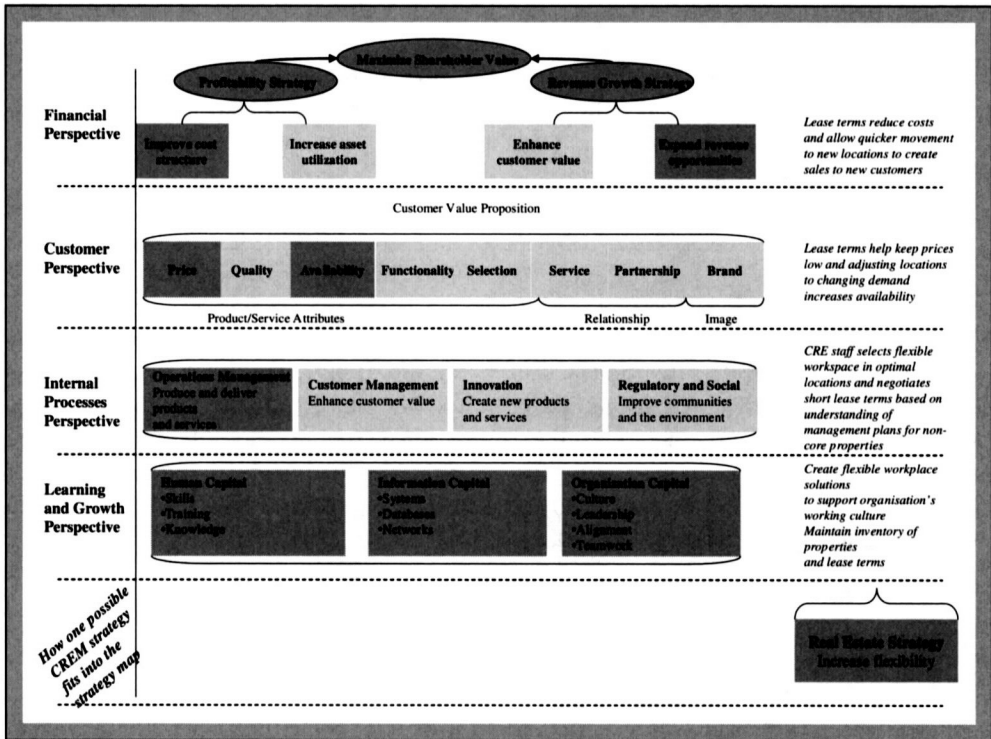 Maximise Shareholder Value
Profitability Strategy
Revenue Growth Strategy
Financial
Perspective
Improve cost
structure
Increase asset
utilization
Enhance
customer value
Expand revenue
opportunities
Lease terms reduce costs
and allow quicker movement
to new locations to create
sales to new customers
Customer Value Proposition
Customer
Perspective
Price
Quality
Availability
Functionality
Selection
Service
Partnership
Brand
Lease terms help keep prices
low and adjusting locations
to changing demand
increases availability
Product/Service Attributes
Relationship
Image
Internal
Processes
Perspective
Operations Management
Produce and deliver
products
and services
Customer Management
Enhance customer value
Innovation
Create new products
and services
Regulatory and Social
Improve communities
and the environment
CRE staff selects flexible
workspace in optimal
locations and negotiates
short lease terms based on
understanding of
management plans for non-
core properties
Learning
and Growth
Perspective
Human Capital
•Skills
•Training
•Knowledge
Information Capital
•Systems
•Databases
•Networks
Organisation Capital
•Culture
•Leadership
•Alignment
•Teamwork
Create flexible workplace
solutions
to support organisation's
working culture
Maintain inventory of
properties
and lease terms
How one possible
CREM strategy
fits into the
strategy map
Real Estate Strategy
Increase flexibility